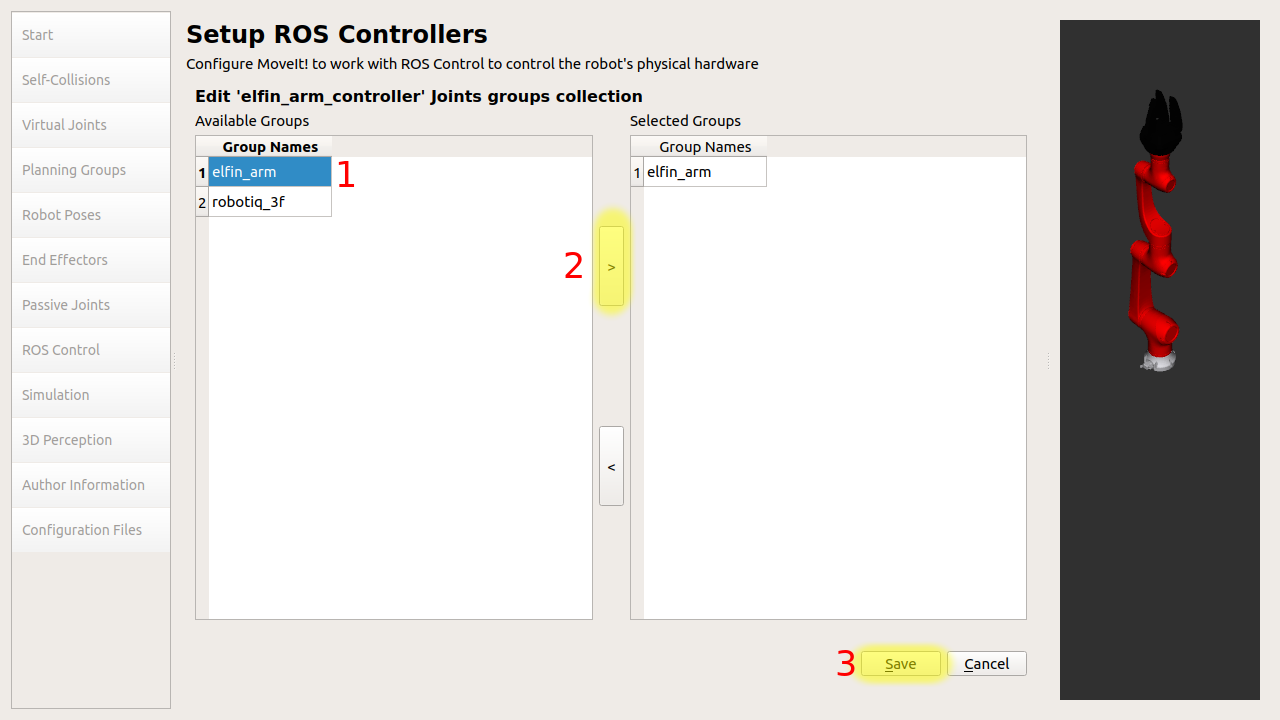 Start
Self-Collisions
Virtual Joints
Planning Groups
Robot Poses
End Effectors
Passive Joints
ROS Control
Simulation
3D Perception
Author Information
Configuration Files
Setup ROS Controllers
Configure MoveIt! to work with ROS Control to control the robot's physical hardware
Edit 'elfin_arm_controller' Joints groups collection
Available Groups
Group Names
1 elfin_arm 1
2 robotiq_3f
2 >
<
Selected Groups
Group Names
1 elfin_arm
3 Save Cancel